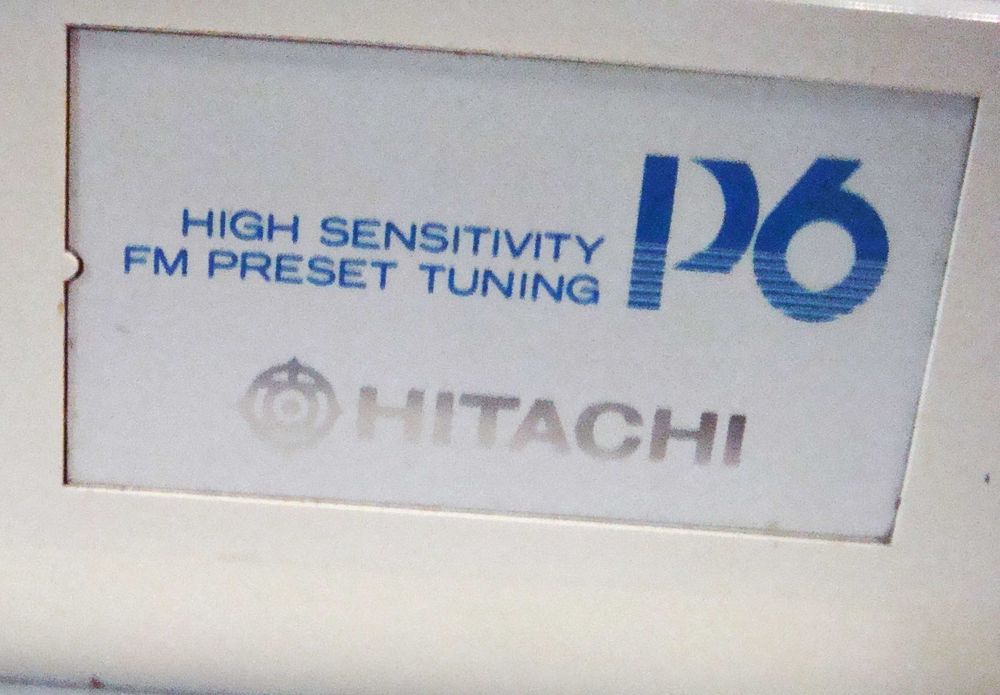 HIGH SENSITIVITY
FM PRESET TUNING
P6
HITACHI